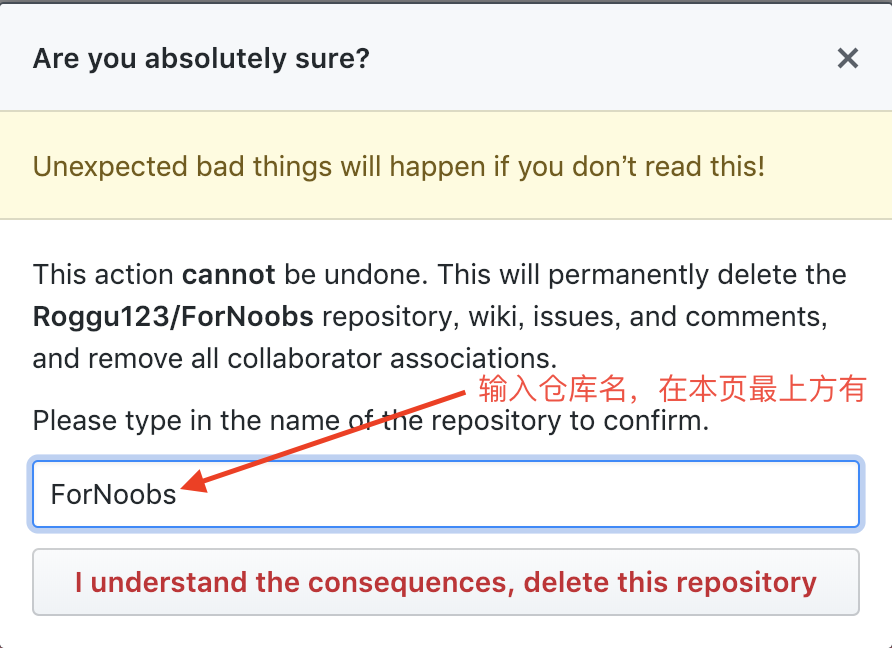 Are you absolutely sure?
Unexpected bad things will happen if you don’t read this!
This action cannot be undone. This will permanently delete the
Roggu123/ForNoobs repository, wiki, issues, and comments,
and remove all collaborator associations.
输入仓库名，在本页最上方有
Please type in the name of the repository to confirm.
ForNoobs
I understand the consequences, delete this repository